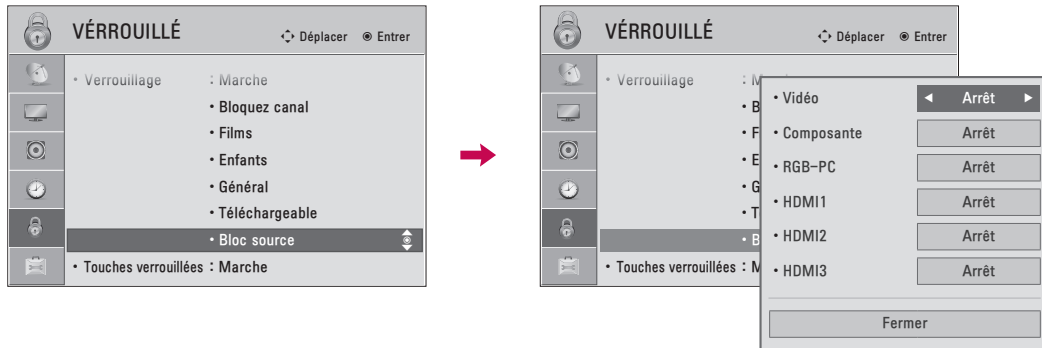 VÉRROUILLÉ Déplacer Entrer
• Verrouillage : Marche
• Bloquez canal
• Films
• Enfants
• Général
• Téléchargeable
• Bloc source
• Touches verrouillées : Marche
VÉRROUILLÉ Déplacer Entrer
• Verrouillage : M
• B
• F
• E
• G
• T
• B
• Touches verrouillées : M
• Vidéo ◀ Arrêt ▶
• Composante Arrêt
• RGB-PC Arrêt
• HDMI1 Arrêt
• HDMI2 Arrêt
• HDMI3 Arrêt
Fermer